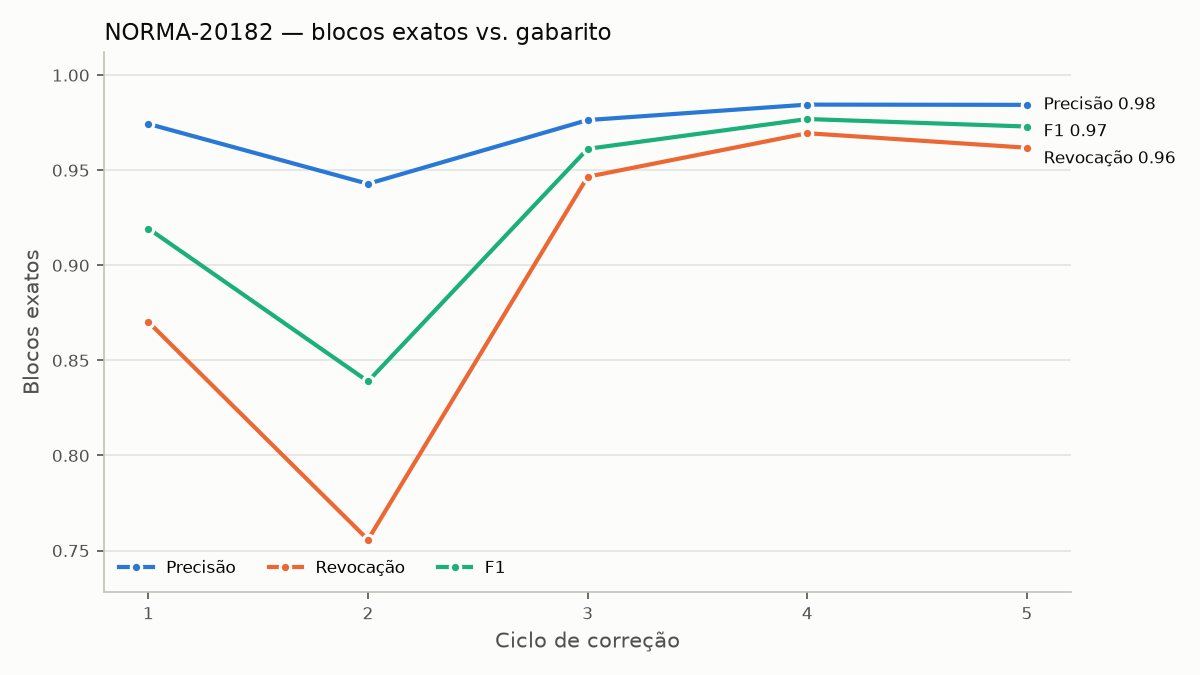 NORMA-20182 — blocos exatos vs. gabarito
Blocos exatos
1.00
0.95
0.90
0.85
0.80
0.75
Precisão 0.98
F1 0.97
Revocação 0.96
Precisão Revocação F1
1 2 3 4 5
Ciclo de correção